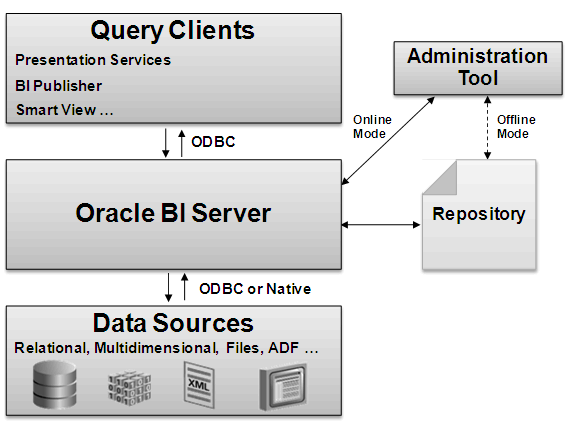 Query Clients
Presentation Services
BI Publisher
Smart View ...
Administration
Tool
Online
Mode
Offline
Mode
ODBC
Oracle BI Server
Repository
ODBC or Native
Data Sources
Relational, Multidimensional, Files, ADF ...
XML